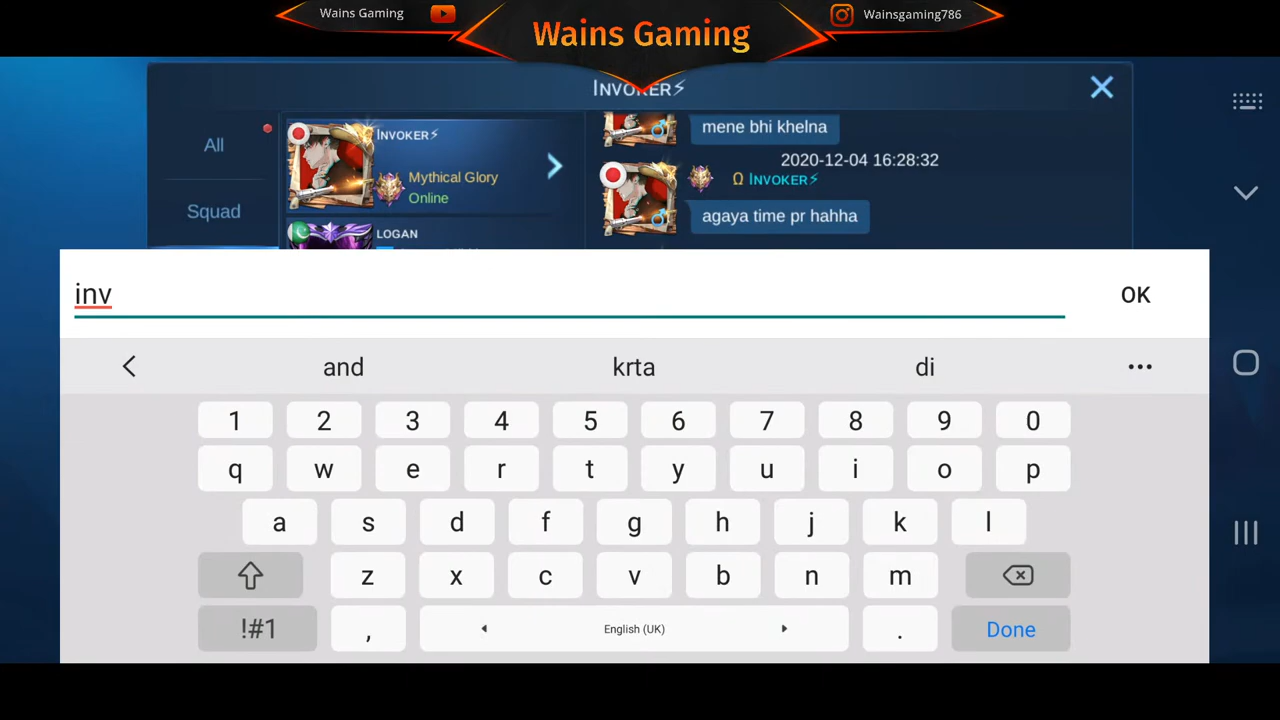 Wains Gaming
Wains Gaming
Wainsgaming786
INVOKER⚡
All
Squad
INVOKER⚡
Mythical Glory
Online
LOGAN
mene bhi khelna
2020-12-04 16:28:32
Ω INVOKER⚡
agaya time pr hahha
inv
OK
and krta di
1 2 3 4 5 6 7 8 9 0
q w e r t y u i o p
a s d f g h j k l
z x c v b n m
!#1 , English (UK) . Done